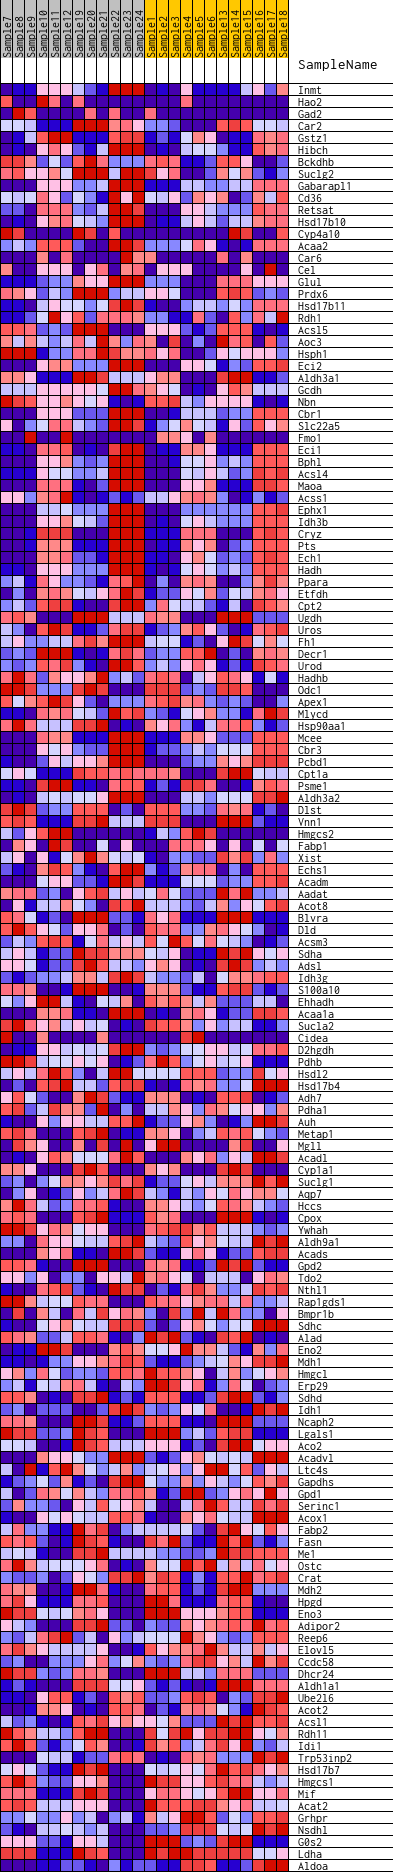 Sample7
Sample8
Sample9
Sample10
Sample11
Sample12
Sample19
Sample20
Sample21
Sample22
Sample23
Sample24
Sample1
Sample2
Sample3
Sample4
Sample5
Sample6
Sample13
Sample14
Sample15
Sample16
Sample17
Sample18
SampleName
Inmt
Hao2
Gad2
Car2
Gstz1
Hibch
Bckdhb
Suclg2
Gabarapl1
Cd36
Retsat
Hsd17b10
Cyp4a10
Acaa2
Car6
Cel
Glul
Prdx6
Hsd17b11
Rdh1
Acsl5
Aoc3
Hsph1
Eci2
Aldh3a1
Gcdh
Nbn
Cbr1
Slc22a5
Fmo1
Eci1
Bphl
Acsl4
Maoa
Acss1
Ephx1
Idh3b
Cryz
Pts
Ech1
Hadh
Ppara
Etfdh
Cpt2
Ugdh
Uros
Fh1
Decr1
Urod
Hadhb
Odc1
Apex1
Mlycd
Hsp90aa1
Mcee
Cbr3
Pcbd1
Cpt1a
Psme1
Aldh3a2
Dlst
Vnn1
Hmgcs2
Fabp1
Xist
Echs1
Acadm
Aadat
Acot8
Blvra
Dld
Acsm3
Sdha
Adsl
Idh3g
S100a10
Ehhadh
Acaa1a
Sucla2
Cidea
D2hgdh
Pdhb
Hsdl2
Hsd17b4
Adh7
Pdha1
Auh
Metap1
Mgll
Acadl
Cyp1a1
Suclg1
Aqp7
Hccs
Cpox
Ywhah
Aldh9a1
Acads
Gpd2
Tdo2
Nthl1
Rap1gds1
Bmpr1b
Sdhc
Alad
Eno2
Mdh1
Hmgcl
Erp29
Sdhd
Idh1
Ncaph2
Lgals1
Aco2
Acadvl
Ltc4s
Gapdhs
Gpd1
Serinc1
Acox1
Fabp2
Fasn
Me1
Ostc
Crat
Mdh2
Hpgd
Eno3
Adipor2
Reep6
Elovl5
Ccdc58
Dhcr24
Aldh1a1
Ube2l6
Acot2
Acsl1
Rdh11
Idi1
Trp53inp2
Hsd17b7
Hmgcs1
Mif
Acat2
Grhpr
Nsdhl
G0s2
Ldha
Aldoa